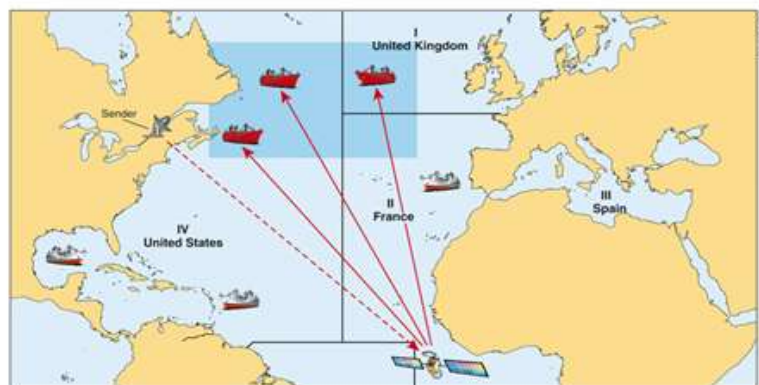 I
United Kingdom
Sender
II
France
III
Spain
IV
United States